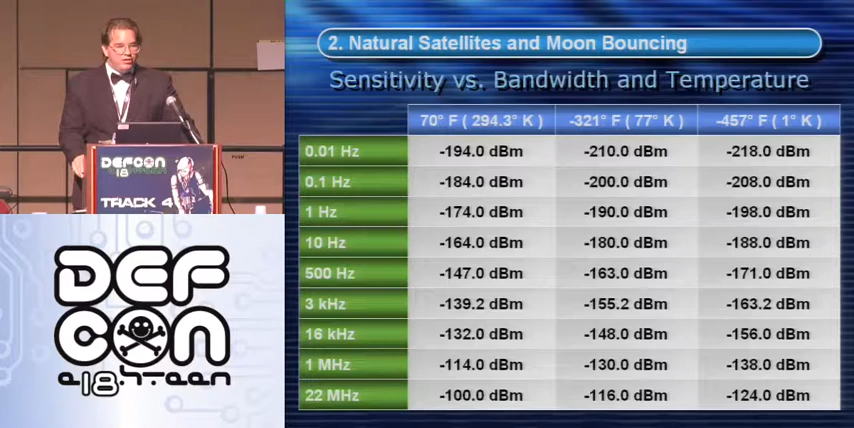 2. Natural Satellites and Moon Bouncing
Sensitivity vs. Bandwidth and Temperature
70° F ( 294.3° K ) -321° F ( 77° K ) -457° F ( 1° K )
0.01 Hz -194.0 dBm -210.0 dBm -218.0 dBm
0.1 Hz -184.0 dBm -200.0 dBm -208.0 dBm
1 Hz -174.0 dBm -190.0 dBm -198.0 dBm
10 Hz -164.0 dBm -180.0 dBm -188.0 dBm
500 Hz -147.0 dBm -163.0 dBm -171.0 dBm
3 kHz -139.2 dBm -155.2 dBm -163.2 dBm
16 kHz -132.0 dBm -148.0 dBm -156.0 dBm
1 MHz -114.0 dBm -130.0 dBm -138.0 dBm
22 MHz -100.0 dBm -116.0 dBm -124.0 dBm
DEFCON
18
TRACK 4
PUSH
DEF
CON
e18hteen